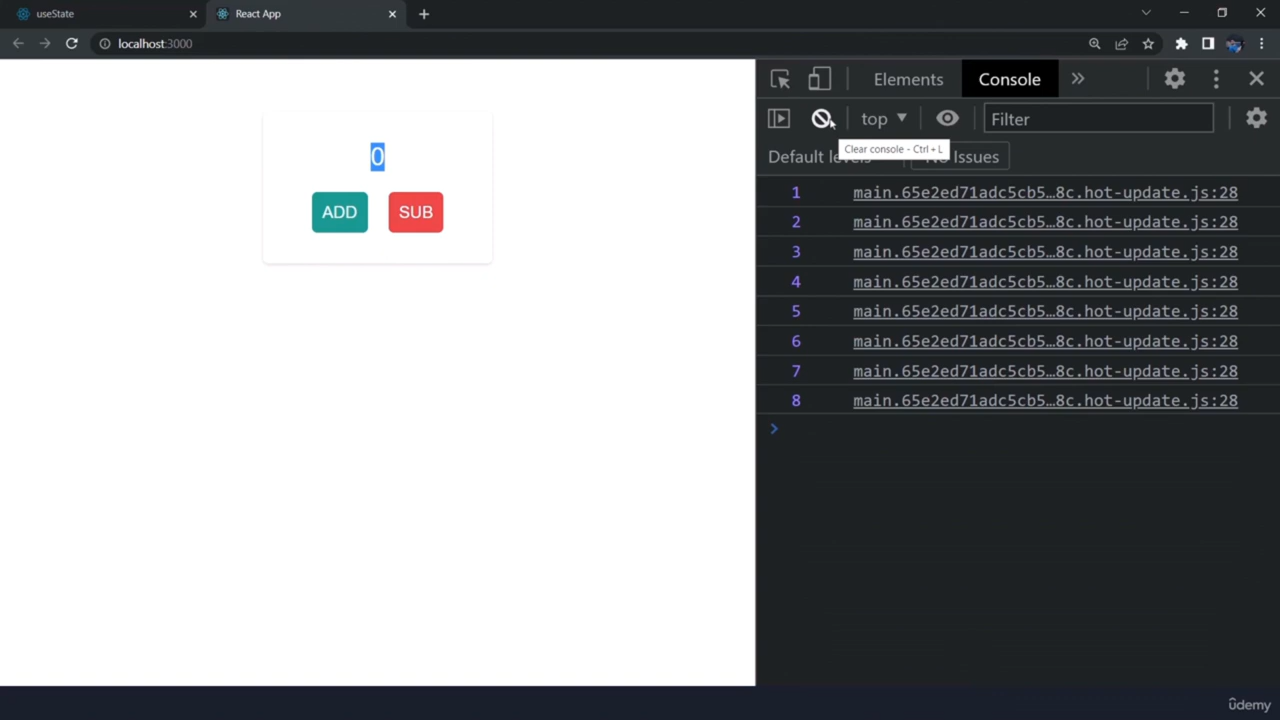 useState
React App
localhost:3000
Elements
Console
top
Filter
Clear console - Ctrl + L
Default
No Issues
0
ADD
SUB
1 main.65e2ed71adc5cb5…8c.hot-update.js:28
2 main.65e2ed71adc5cb5…8c.hot-update.js:28
3 main.65e2ed71adc5cb5…8c.hot-update.js:28
4 main.65e2ed71adc5cb5…8c.hot-update.js:28
5 main.65e2ed71adc5cb5…8c.hot-update.js:28
6 main.65e2ed71adc5cb5…8c.hot-update.js:28
7 main.65e2ed71adc5cb5…8c.hot-update.js:28
8 main.65e2ed71adc5cb5…8c.hot-update.js:28
ûdemy